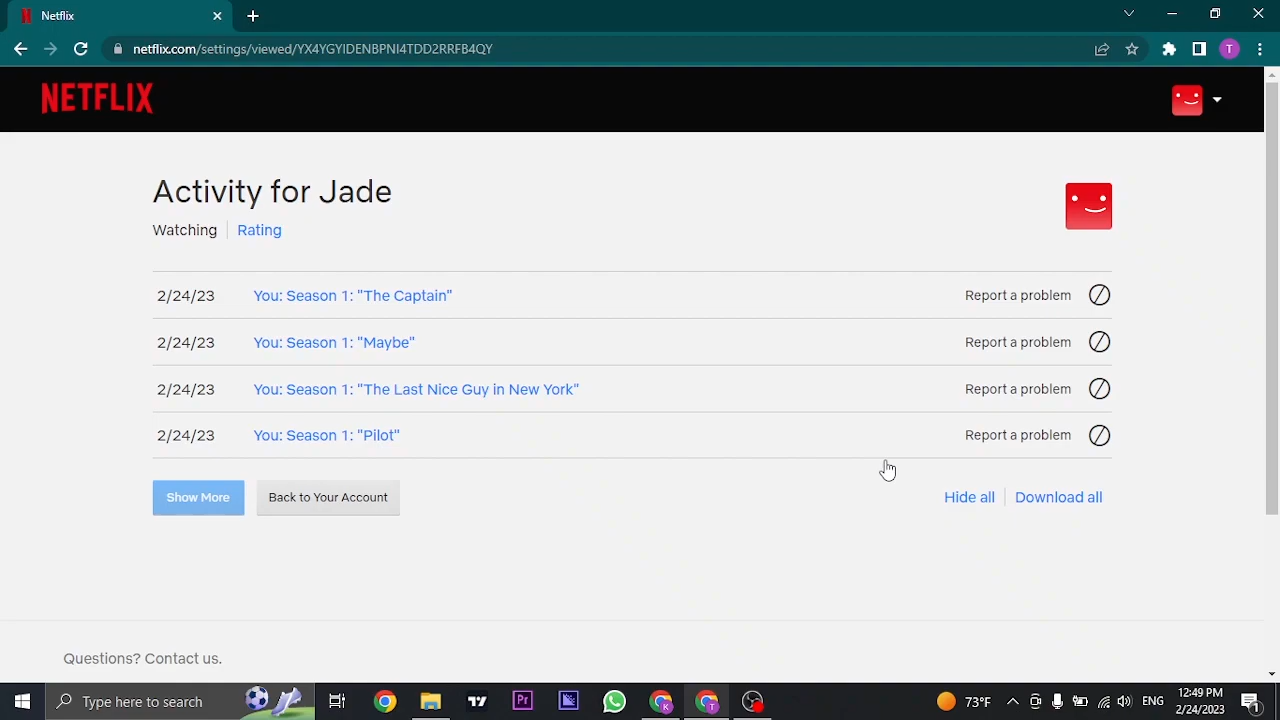 Netflix
netflix.com/settings/viewed/YX4YGYIDENBPNI4TDD2RRFB4QY
T
NETFLIX
Activity for Jade
Watching Rating
2/24/23 You: Season 1: "The Captain" Report a problem
2/24/23 You: Season 1: "Maybe" Report a problem
2/24/23 You: Season 1: "The Last Nice Guy in New York" Report a problem
2/24/23 You: Season 1: "Pilot" Report a problem
Show More Back to Your Account Hide all Download all
Questions? Contact us.
Type here to search Pr K T 73°F ENG 12:49 PM
2/24/2023 1